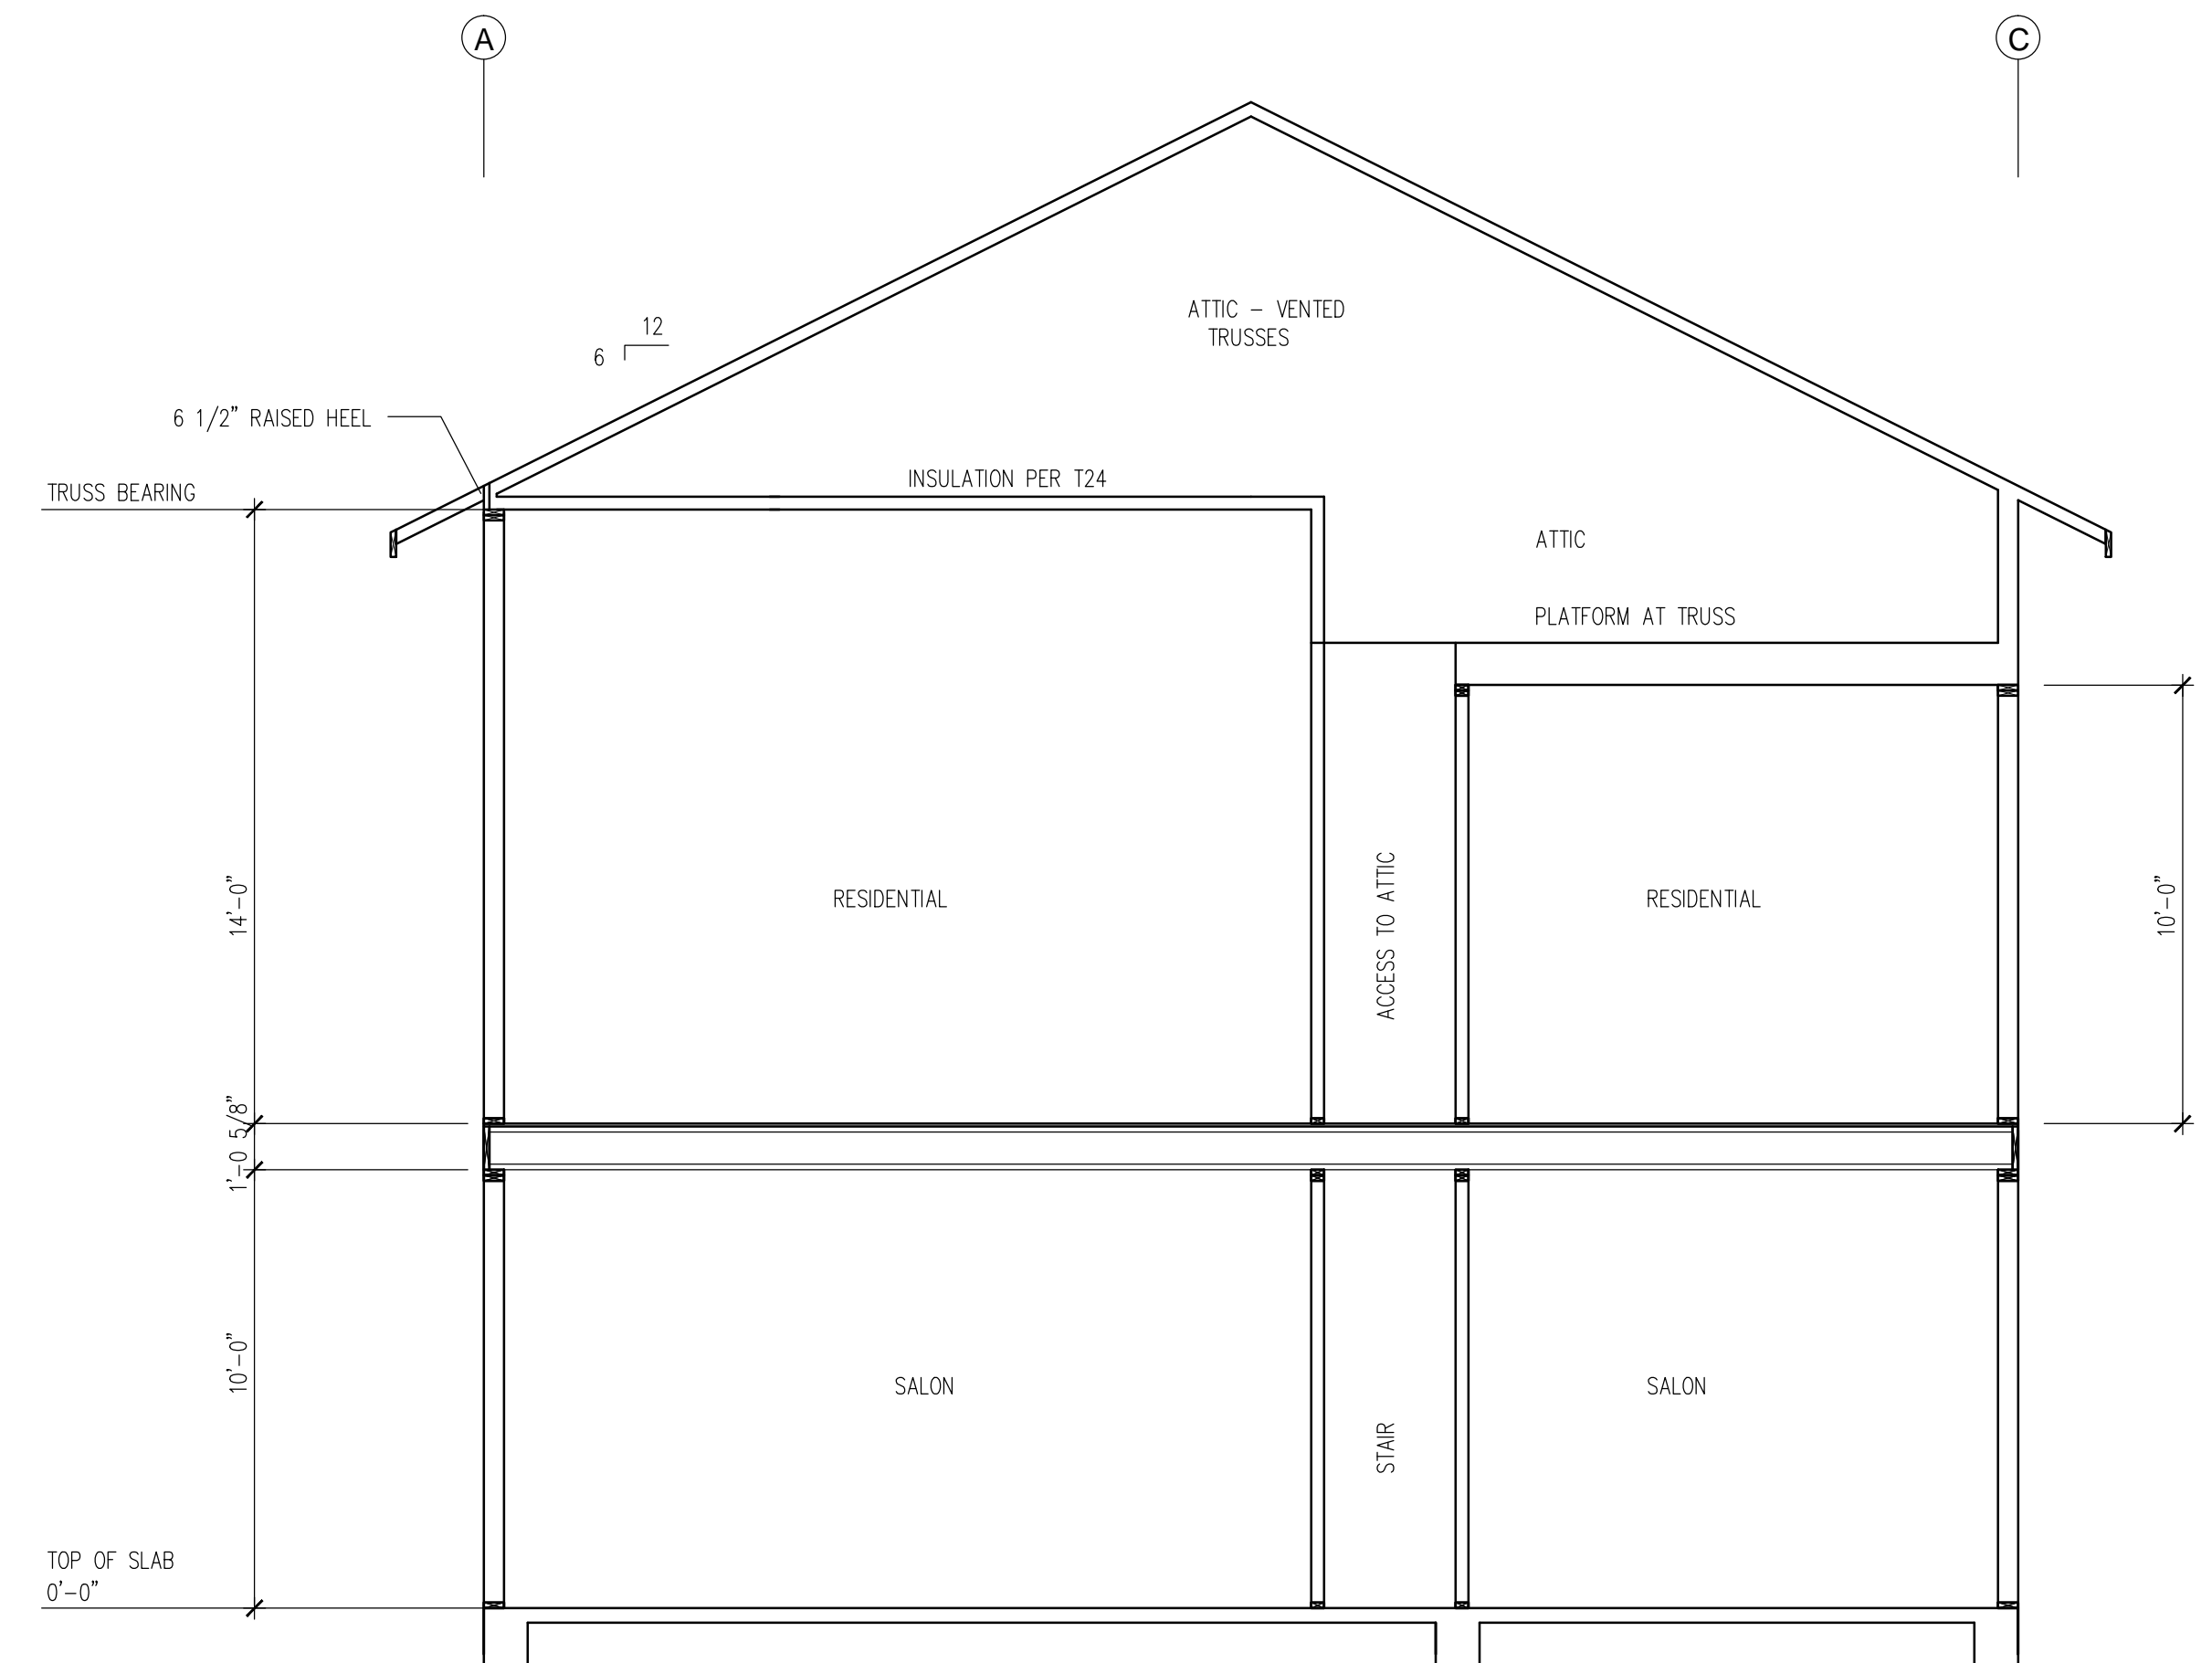 A
C
ATTIC – VENTED
TRUSSES
12
6
6 1/2" RAISED HEEL
TRUSS BEARING
INSULATION PER T24
ATTIC
PLATFORM AT TRUSS
14'–0"
RESIDENTIAL
ACCESS TO ATTIC
RESIDENTIAL
10'–0"
1'–0 5/8"
10'–0"
SALON
STAIR
SALON
TOP OF SLAB
0'–0"